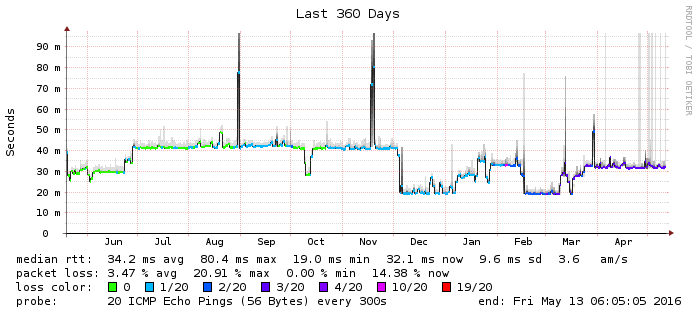 Last 360 Days
RRDTOOL / TOBI OETIKER
Seconds
90 m
80 m
70 m
60 m
50 m
40 m
30 m
20 m
10 m
0
Jun Jul Aug Sep Oct Nov Dec Jan Feb Mar Apr
median rtt: 34.2 ms avg 80.4 ms max 19.0 ms min 32.1 ms now 9.6 ms sd 3.6 am/s
packet loss: 3.47 % avg 20.91 % max 0.00 % min 14.38 % now
loss color: 0 1/20 2/20 3/20 4/20 10/20 19/20
probe: 20 ICMP Echo Pings (56 Bytes) every 300s end: Fri May 13 06:05:05 2016